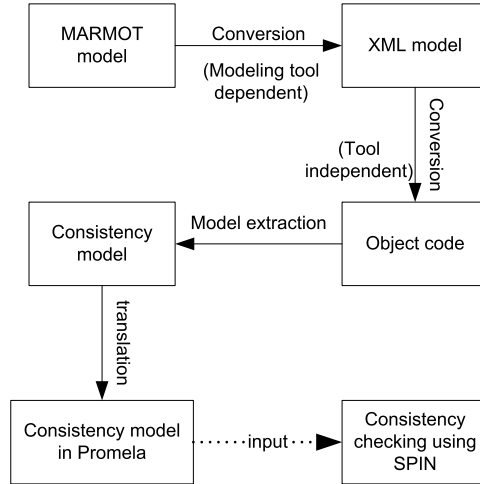 MARMOT
model
Conversion
(Modeling tool
dependent)
XML model
Conversion
(Tool
independent)
Object code
Model extraction
Consistency
model
translation
Consistency model
in Promela
input
Consistency
checking using
SPIN